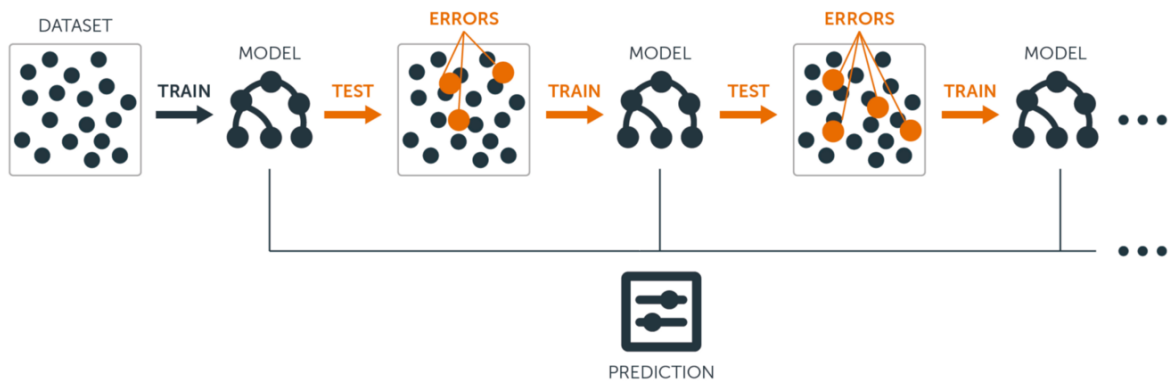 DATASET
MODEL
ERRORS
MODEL
ERRORS
MODEL
TRAIN
TEST
TRAIN
TEST
TRAIN
PREDICTION